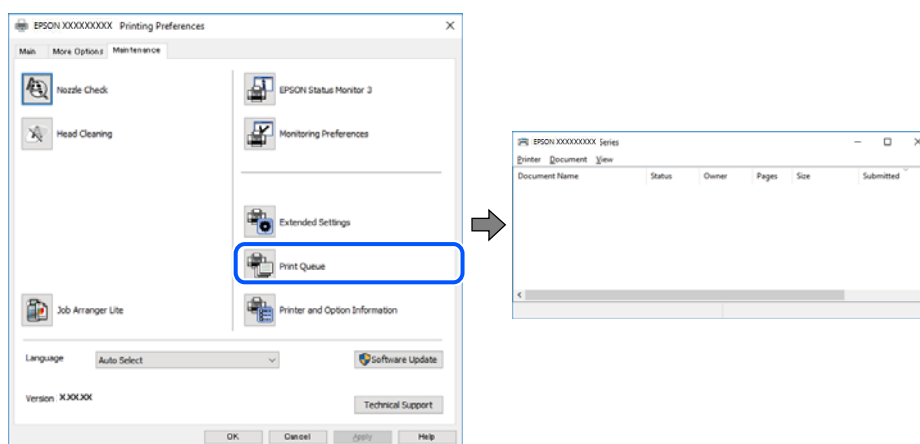 EPSON XXXXXXXXX Printing Preferences
Main More Options Maintenance
Nozzle Check
EPSON Status Monitor 3
Head Cleaning
Monitoring Preferences
Extended Settings
Print Queue
Job Arranger Lite
Printer and Option Information
Language Auto Select
Software Update
Version X.XX.XX
Technical Support
OK Cancel Apply Help
EPSON XXXXXXXXX Series
Printer Document View
Document Name Status Owner Pages Size Submitted